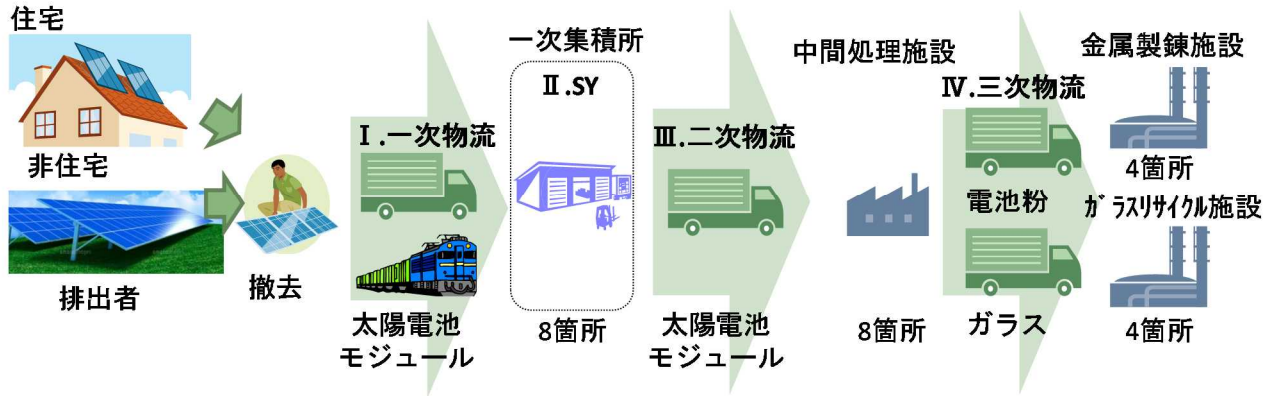 住宅
非住宅
排出者
撤去
Ⅰ.一次物流
太陽電池
モジュール
一次集積所
Ⅱ.SY
8箇所
Ⅲ.二次物流
太陽電池
モジュール
中間処理施設
8箇所
Ⅳ.三次物流
電池粉
ガラス
金属製錬施設
4箇所
ｶﾞﾗｽﾘｻｲｸﾙ施設
4箇所